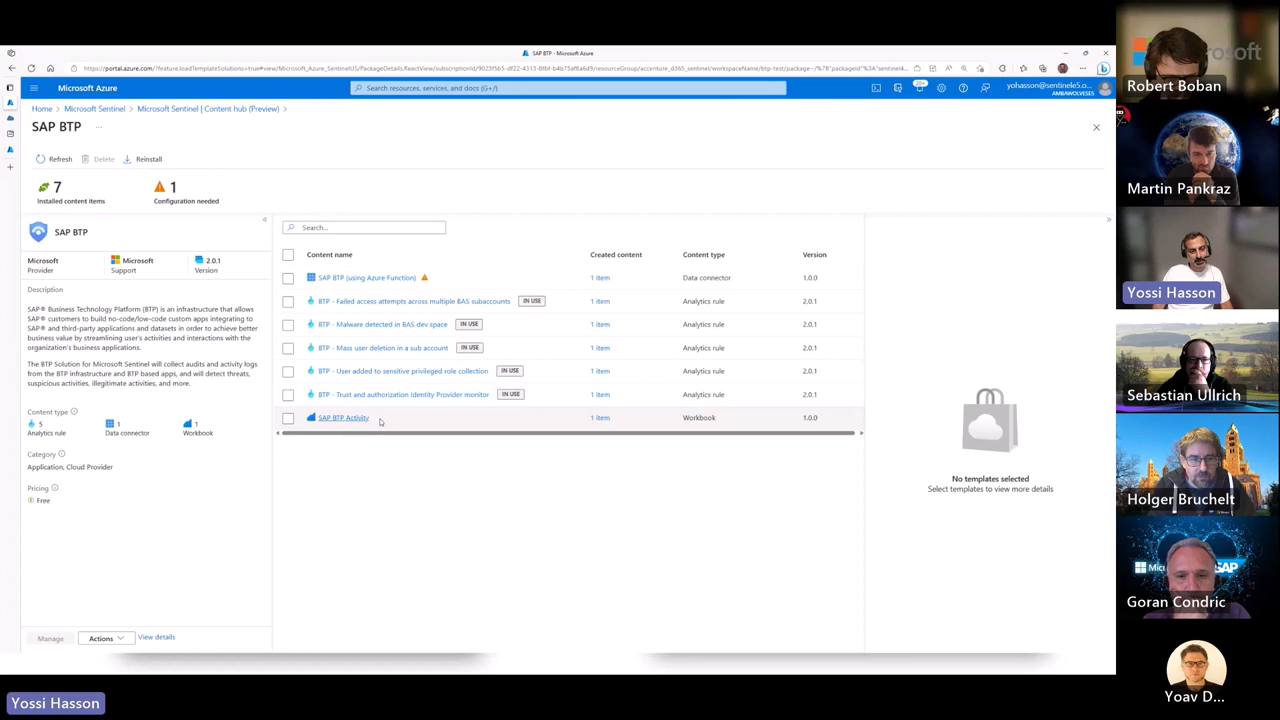 SAP BTP - Microsoft Azure
Microsoft Azure
Search resources, services, and docs (G+/)
20+
yohasson@sentinele5.o...
AMBAWOLVESES
Home > Microsoft Sentinel > Microsoft Sentinel | Content hub (Preview) >
SAP BTP ...
Refresh Delete Reinstall
7
Installed content items
1
Configuration needed
SAP BTP
Microsoft
Provider
Microsoft
Support
2.0.1
Version
Description
SAP® Business Technology Platform (BTP) is an infrastructure that allows
SAP® customers to build no-code/low-code custom apps integrating to
SAP® and third-party applications and datasets in order to achieve better
business value by streamlining user's activities and interactions with the
organization's business applications.
The BTP Solution for Microsoft Sentinel will collect audits and activity logs
from the BTP infrastructure and BTP based apps, and will detect threats,
suspicious activities, illegitimate activities, and more.
Content type
5
Analytics rule
1
Data connector
1
Workbook
Category
Application, Cloud Provider
Pricing
Free
Manage Actions View details
Search...
Content name Created content Content type Version
SAP BTP (using Azure Function) 1 item Data connector 1.0.0
BTP - Failed access attempts across multiple BAS subaccounts IN USE 1 item Analytics rule 2.0.1
BTP - Malware detected in BAS dev space IN USE 1 item Analytics rule 2.0.1
BTP - Mass user deletion in a sub account IN USE 1 item Analytics rule 2.0.1
BTP - User added to sensitive privileged role collection IN USE 1 item Analytics rule 2.0.1
BTP - Trust and authorization Identity Provider monitor IN USE 1 item Analytics rule 2.0.1
SAP BTP Activity 1 item Workbook 1.0.0
No templates selected
Select templates to view more details
Robert Boban
Martin Pankraz
Yossi Hasson
Sebastian Ullrich
Holger Bruchelt
SAP
Goran Condric
Yoav D...
Yossi Hasson